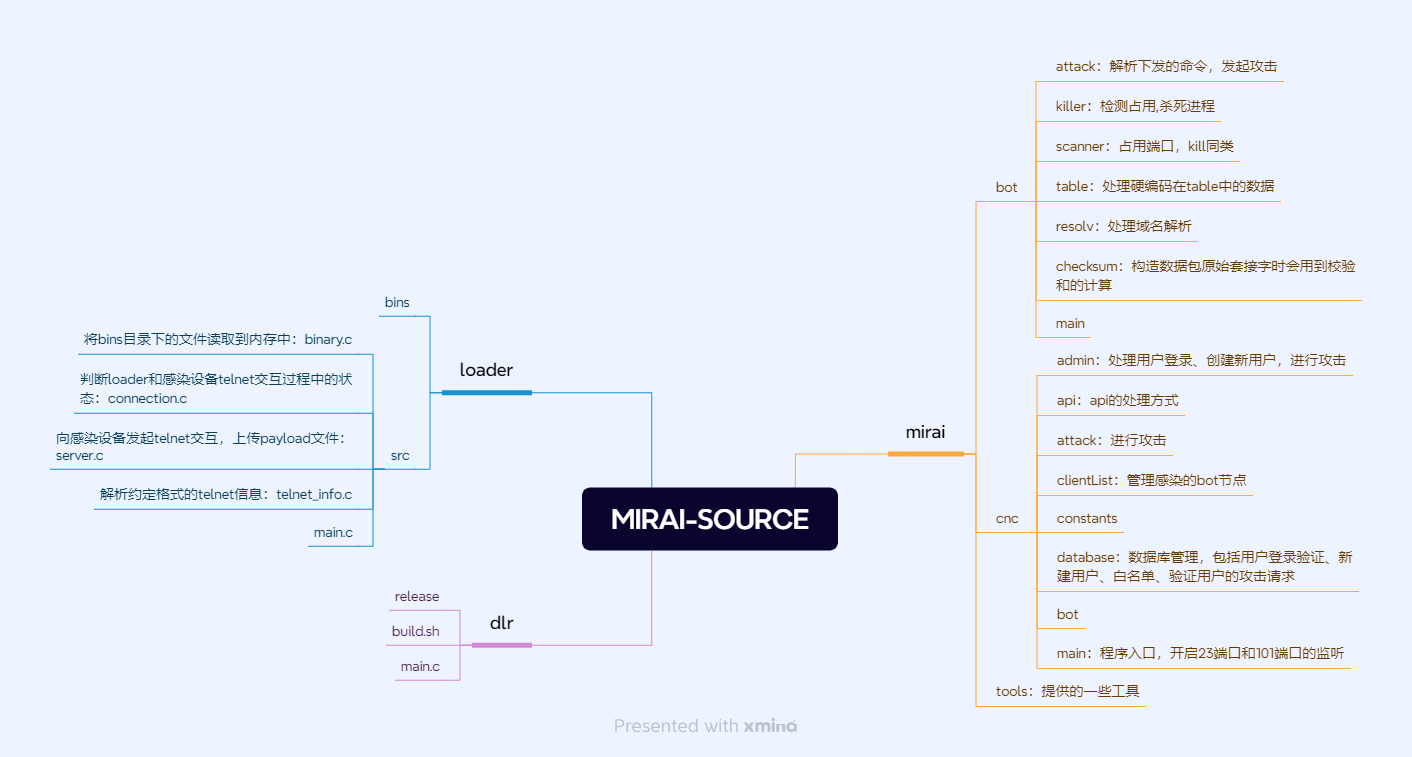 MIRAI-SOURCE
loader
bins
src
将bins目录下的文件读取到内存中：binary.c
判断loader和感染设备telnet交互过程中的状
态：connection.c
向感染设备发起telnet交互，上传payload文件：
server.c
解析约定格式的telnet信息：telnet_info.c
main.c
dlr
release
build.sh
main.c
mirai
bot
attack：解析下发的命令，发起攻击
killer：检测占用,杀死进程
scanner：占用端口，kill同类
table：处理硬编码在table中的数据
resolv：处理域名解析
checksum：构造数据包原始套接字时会用到校验
和的计算
main
cnc
admin：处理用户登录、创建新用户，进行攻击
api：api的处理方式
attack：进行攻击
clientList：管理感染的bot节点
constants
database：数据库管理，包括用户登录验证、新
建用户、白名单、验证用户的攻击请求
bot
main：程序入口，开启23端口和101端口的监听
tools：提供的一些工具
Presented with xmind